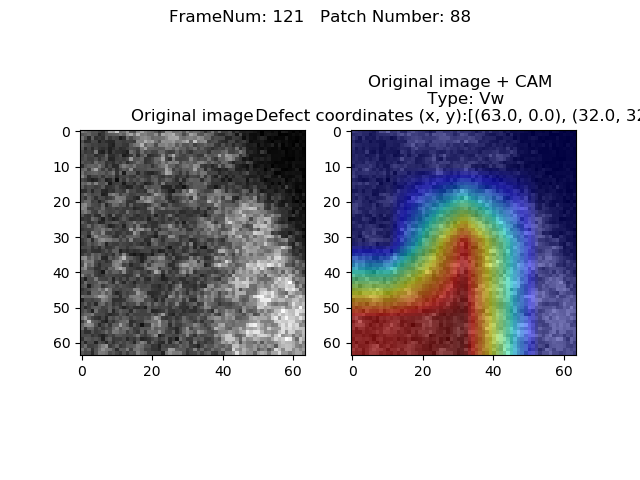 FrameNum: 121   Patch Number: 88
Original image + CAM
Type: Vw
Original image
Defect coordinates (x, y):[(63.0, 0.0), (32.0, 32
0
10
20
30
40
50
60
0 20 40 60
0
10
20
30
40
50
60
0 20 40 60